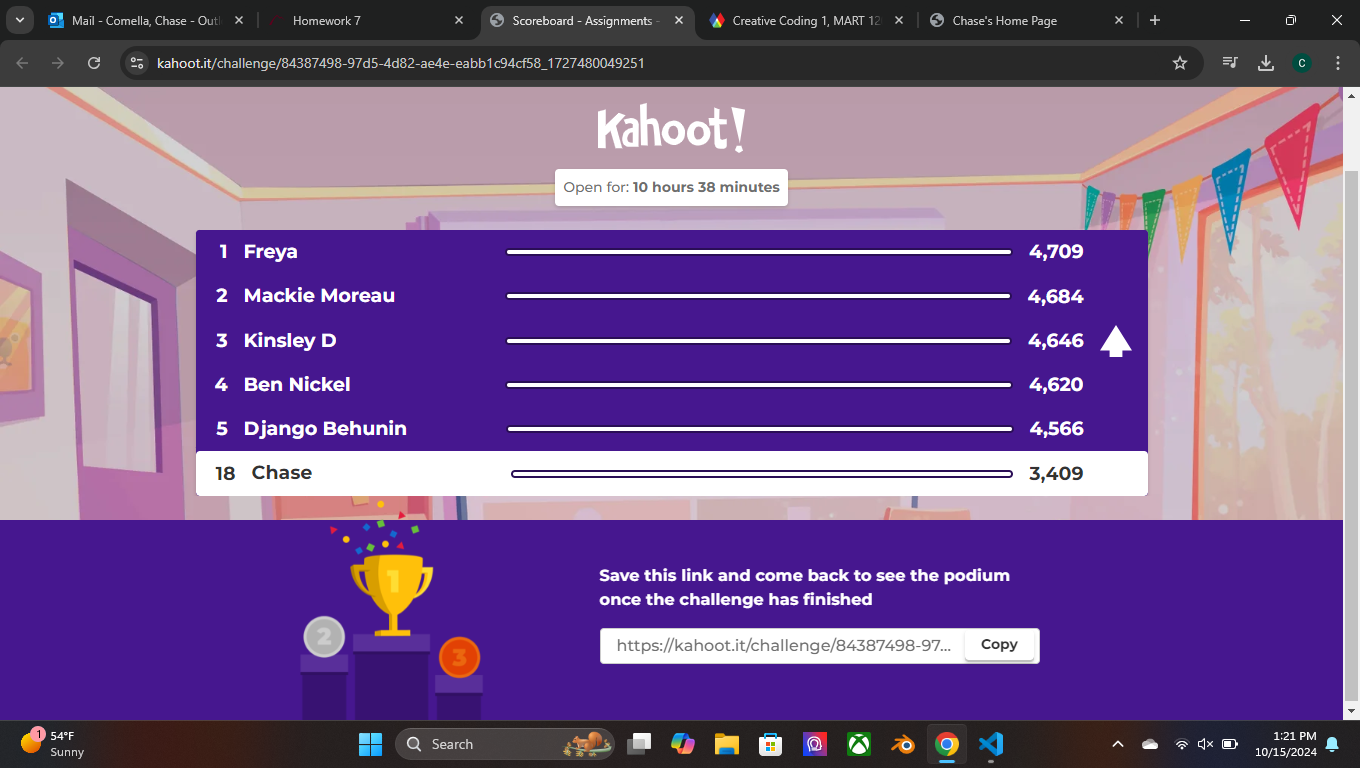 Mail - Comella, Chase - Outl
Homework 7
Scoreboard - Assignments -
Creative Coding 1, MART 12
Chase's Home Page
kahoot.it/challenge/84387498-97d5-4d82-ae4e-eabb1c94cf58_1727480049251
C
Kahoot!
Open for: 10 hours 38 minutes
1 Freya 4,709
2 Mackie Moreau 4,684
3 Kinsley D 4,646
4 Ben Nickel 4,620
5 Django Behunin 4,566
18 Chase 3,409
1
2
3
Save this link and come back to see the podium
once the challenge has finished
https://kahoot.it/challenge/84387498-97... Copy
1
54°F
Sunny
Search
1:21 PM
10/15/2024